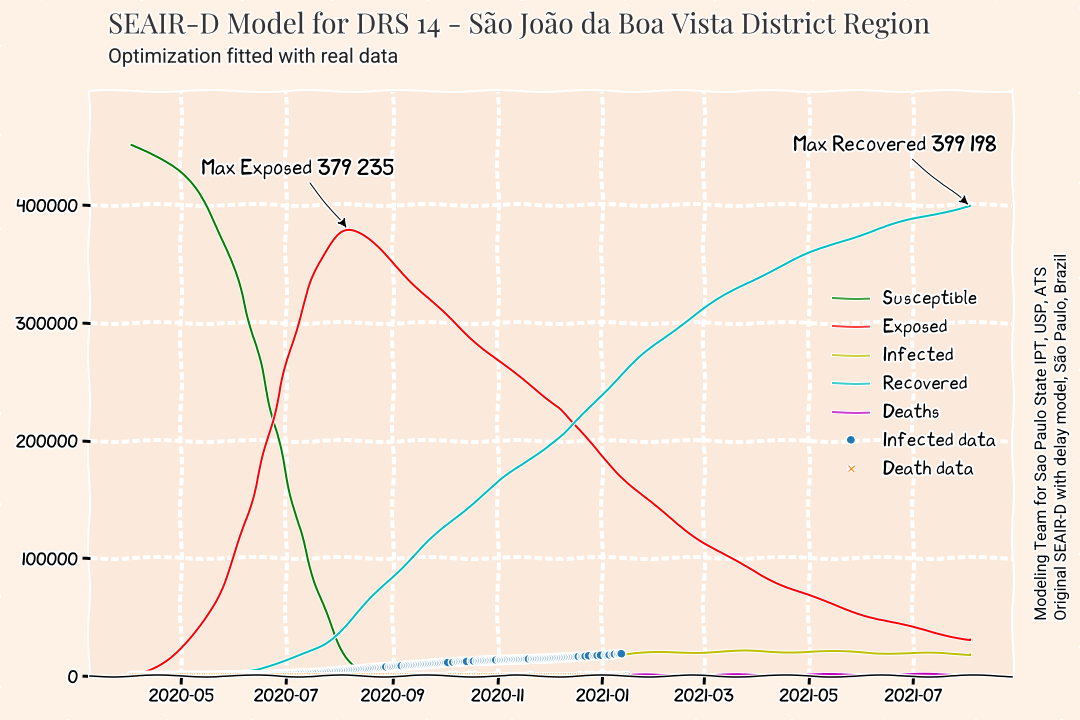 SEAIR-D Model for DRS 14 - São João da Boa Vista District Region
Optimization fitted with real data
Max Exposed 379 235
Max Recovered 399 198
400000
300000
200000
100000
0
2020-05
2020-07
2020-09
2020-11
2021-01
2021-03
2021-05
2021-07
Susceptible
Exposed
Infected
Recovered
Deaths
Infected data
Death data
Modeling Team for Sao Paulo State IPT, USP, ATS
Original SEAIR-D with delay model, São Paulo, Brazil